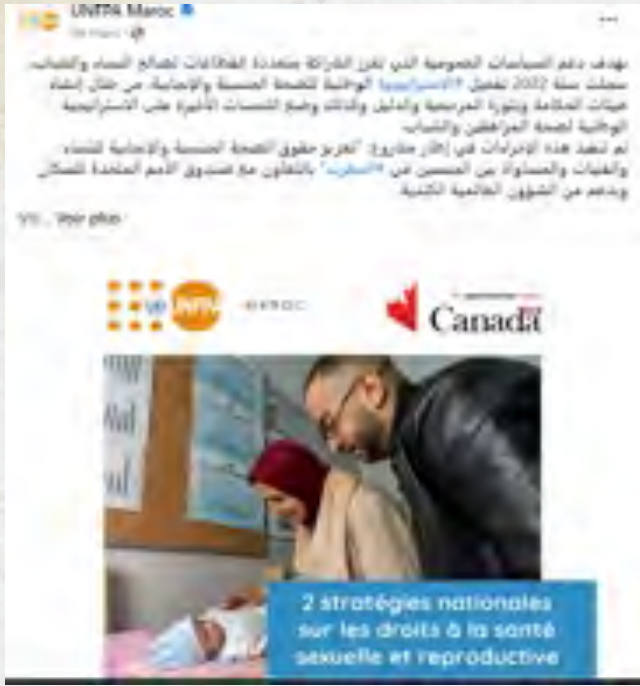 UNFPA Maroc
بهدف دعم السياسات العمومية التي تعزز الشراكة متعددة القطاعات لصالح النساء والشباب،
سجلت سنة 2022 تفعيل #الاستراتيجية الوطنية للصحة الجنسية والإنجابية، من خلال إنشاء
هيئات الحكامة وبلورة المرجعية والدليل وكذلك وضع اللمسات الأخيرة على الاستراتيجية
الوطنية لصحة المراهقين والشباب.
تم تنفيذ هذه الإجراءات في إطار مشروع: "تعزيز حقوق الصحة الجنسية والإنجابية للنساء
والفتيات والمساواة بين الجنسين في #المغرب" بالتعاون مع صندوق الأمم المتحدة للسكان
وبدعم من الشؤون العالمية الكندية.
Voir plus
UNFPA
MAROC
Canada
2 stratégies nationales
sur les droits à la santé
sexuelle et reproductive